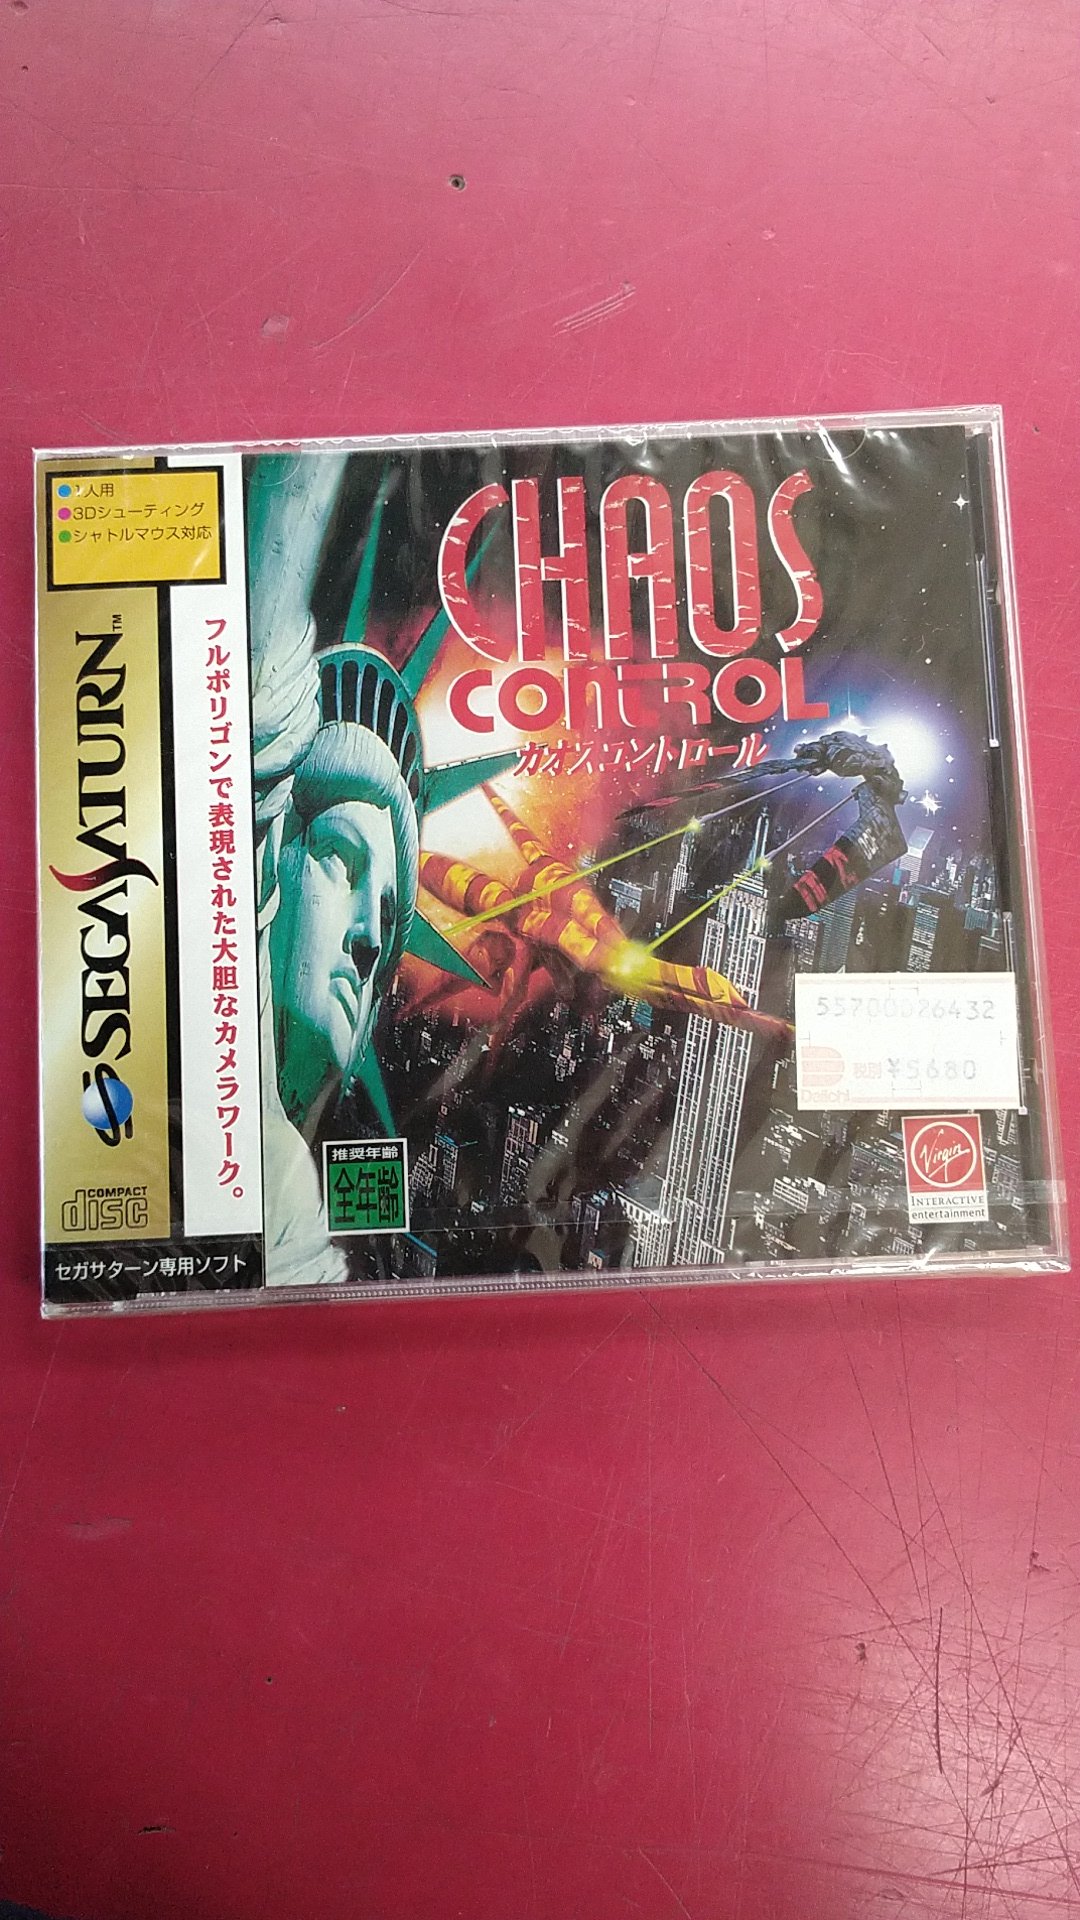 1人用
3Dシューティング
シャトルマウス対応
SEGA SATURN™
COMPACT
disc
セガサターン専用ソフト
フルポリゴンで表現された大胆なカメラワーク。
CHAOS
CONTROL
カオスコントロール
55700026432
税別 ¥5680
Daiichi
推奨年齢
全年齢
Virgin
INTERACTIVE
entertainment